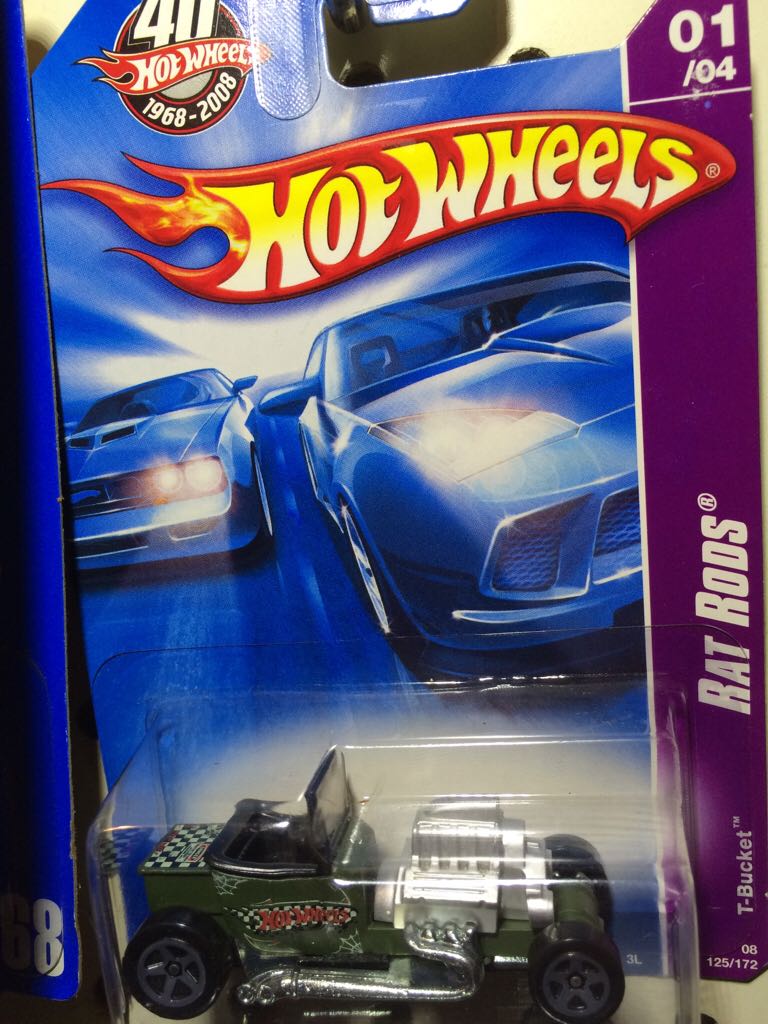 40
HOT WHEELS
1968-2008
01
/04
HOT WHEELS®
RAT RODS®
T-Bucket™
HOT WHEELS
3L
08
125/172
68